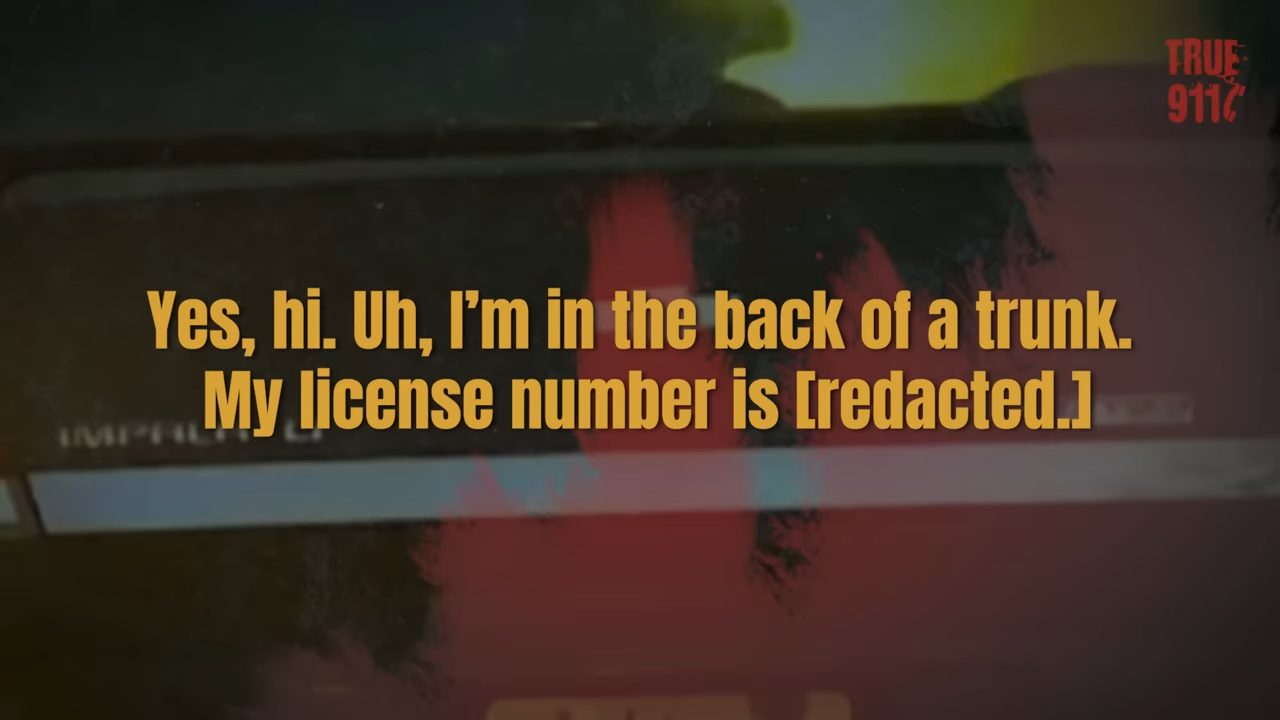 TRUE
911
Yes, hi. Uh, I’m in the back of a trunk.
My license number is [redacted.]